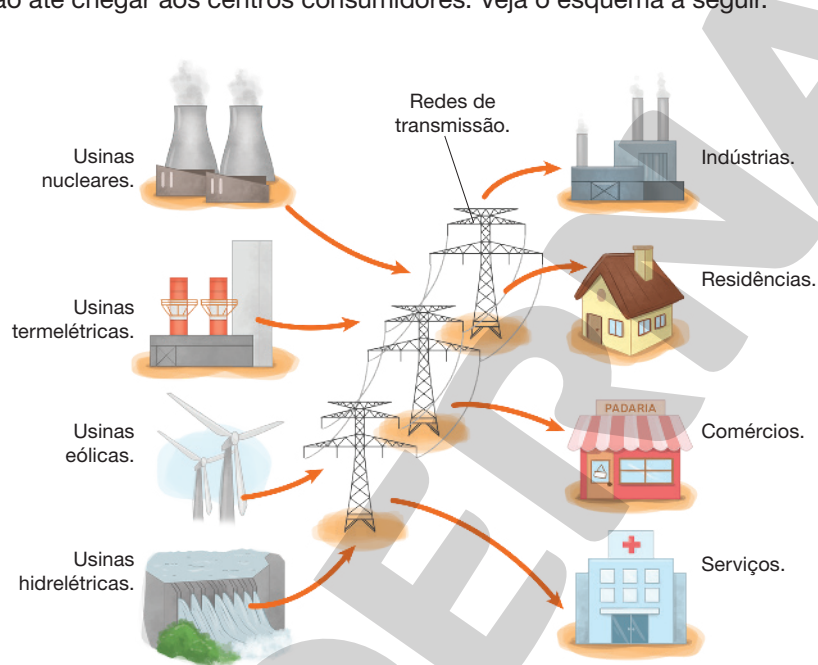 ão até chegar aos centros consumidores. Veja o esquema a seguir.
Redes de
transmissão.
Usinas
nucleares.
Indústrias.
Usinas
termelétricas.
Residências.
Usinas
eólicas.
PADARIA
Comércios.
Usinas
hidrelétricas.
Serviços.